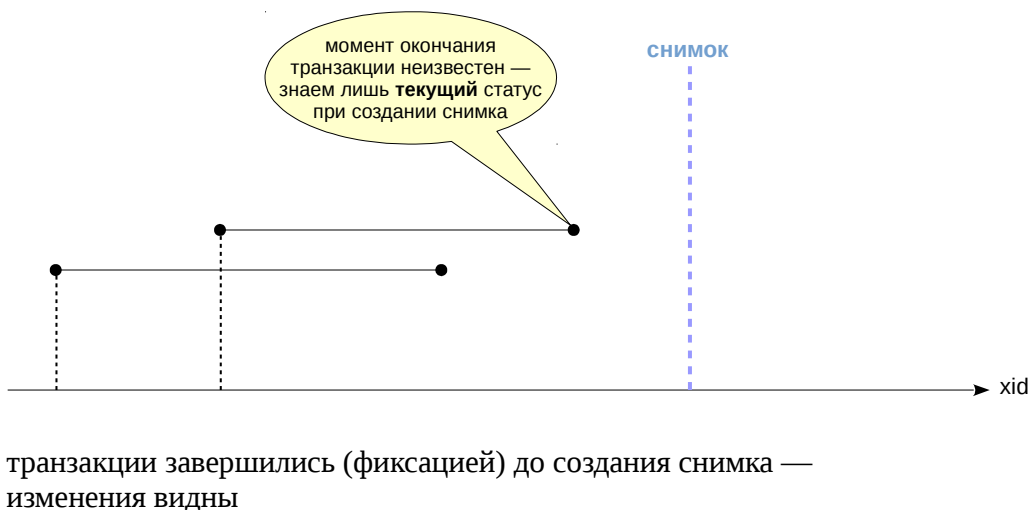 момент окончания
транзакции неизвестен —
знаем лишь текущий статус
при создании снимка
снимок
xid
транзакции завершились (фиксацией) до создания снимка —
изменения видны